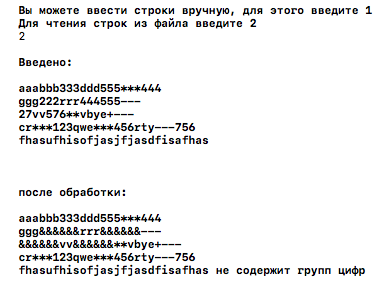 Вы можете ввести строки вручную, для этого введите 1
Для чтения строк из файла введите 2
2
Введено:
aaabbb333ddd555***444
ggg222rrr444555---
27vv576**vbye+---
cr***123qwe***456rty---756
fhasufhisofjasjfjasdfisafhas
после обработки:
aaabbb333ddd555***444
ggg&&&&&&rrr&&&&&&---
&&&&&&vv&&&&&&**vbye+---
cr***123qwe***456rty---756
fhasufhisofjasjfjasdfisafhas не содержит групп цифр